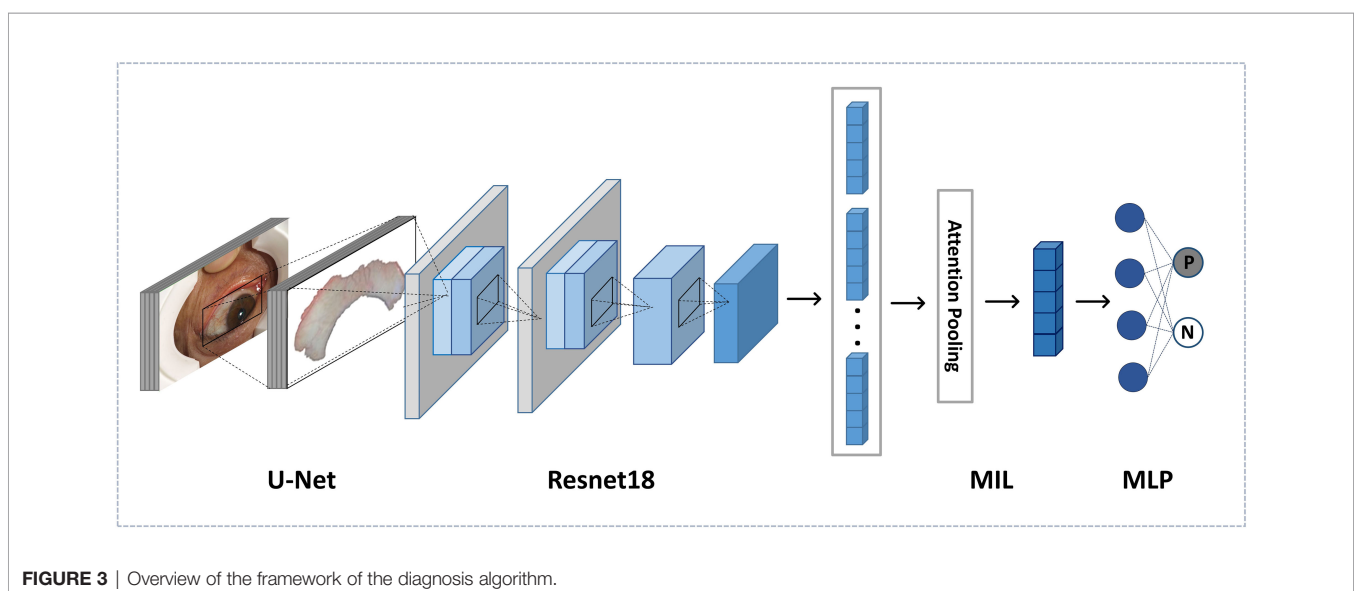 Attention Pooling
P
N
U-Net
Resnet18
MIL
MLP
FIGURE 3 | Overview of the framework of the diagnosis algorithm.